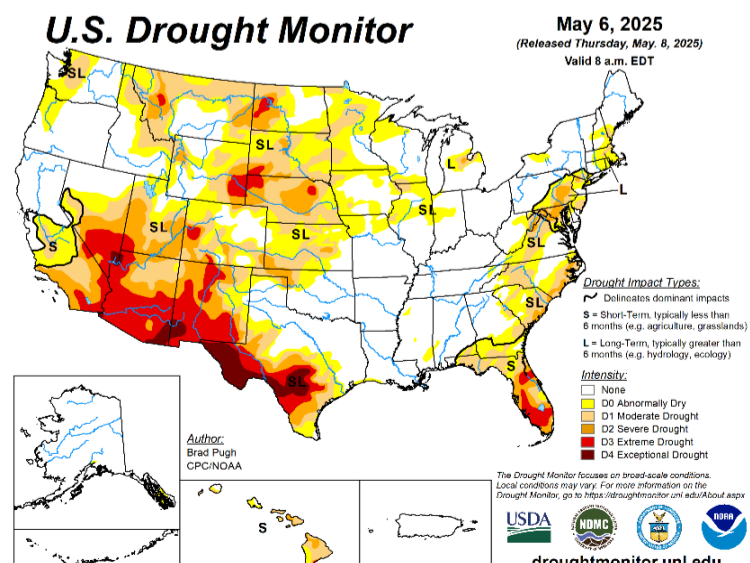 U.S. Drought Monitor
May 6, 2025
(Released Thursday, May. 8, 2025)
Valid 8 a.m. EDT
SL
SL
L
SL
L
SL
SL
S
SL
SL
S
SL
Drought Impact Types:
Delineates dominant impacts
S = Short-Term, typically less than
6 months (e.g. agriculture, grasslands)
L = Long-Term, typically greater than
6 months (e.g. hydrology, ecology)
Intensity:
None
D0 Abnormally Dry
D1 Moderate Drought
D2 Severe Drought
D3 Extreme Drought
D4 Exceptional Drought
Author:
Brad Pugh
CPC/NOAA
S
The Drought Monitor focuses on broad-scale conditions.
Local conditions may vary. For more information on the
Drought Monitor, go to https://droughtmonitor.unl.edu/About.aspx
USDA
NDMC
NOAA
droughtmonitor.unl.edu